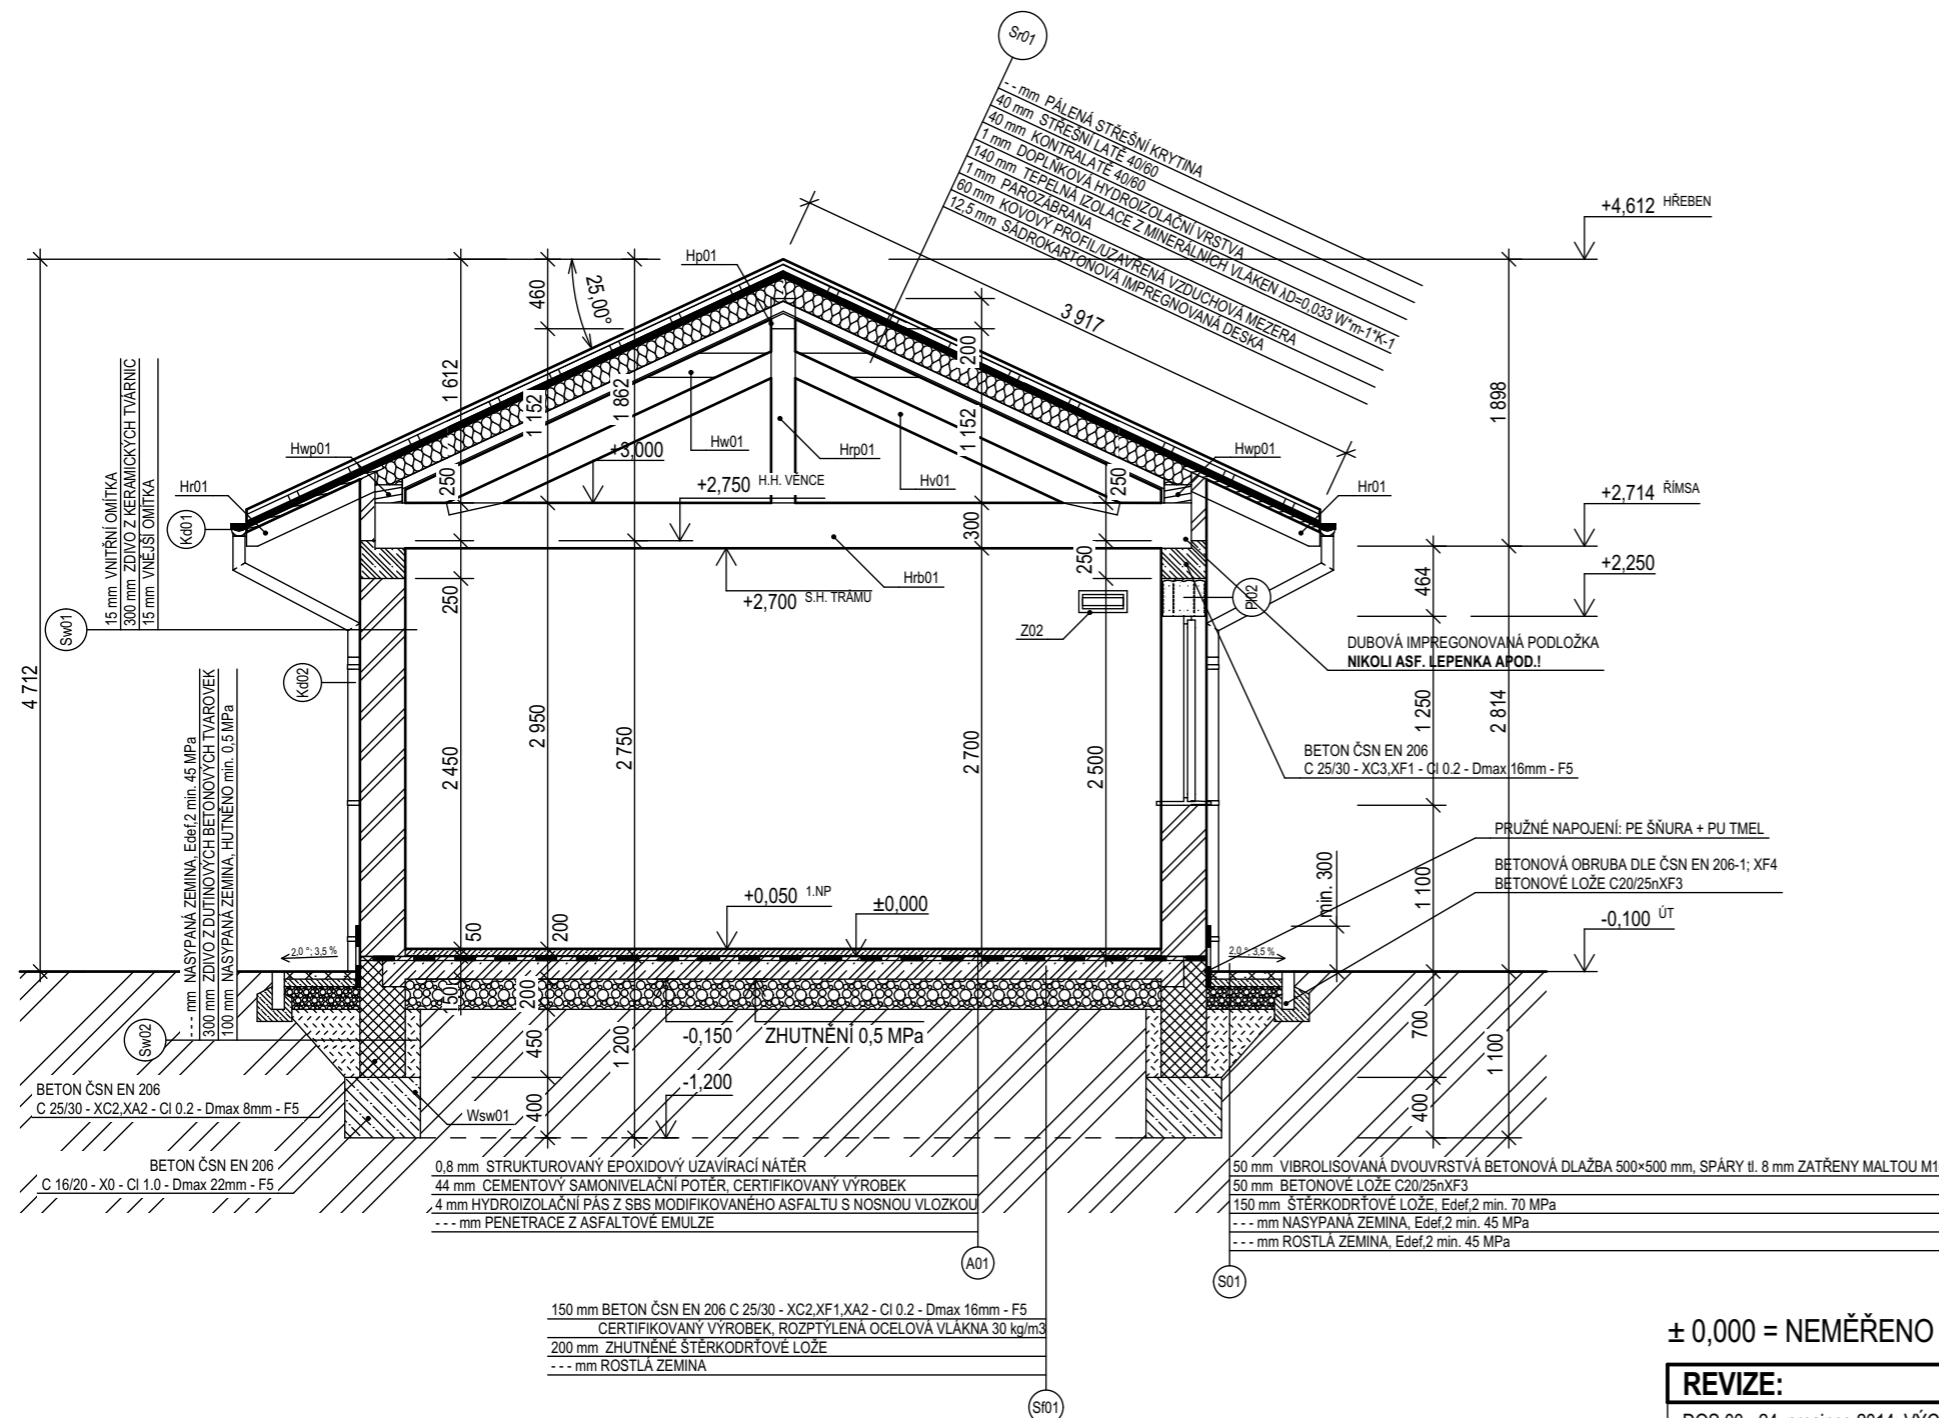 Sr01
- - mm PÁLENÁ STŘEŠNÍ KRYTINA
40 mm STŘEŠNÍ LATĚ 40/60
40 mm KONTRALATĚ 40/60
1 mm DOPLŇKOVÁ HYDROIZOLAČNÍ VRSTVA
140 mm TEPELNÁ IZOLACE Z MINERÁLNÍCH VLÁKEN λD=0,033 W*m-1*K-1
1 mm PAROZÁBRANA
60 mm KOVOVÝ PROFIL/UZAVŘENÁ VZDUCHOVÁ MEZERA
12,5 mm SÁDROKARTONOVÁ IMPREGNOVANÁ DESKA
3 917
+4,612 HŘEBEN
+2,714 ŘÍMSA
+2,250
-0,100 ÚT
1 898
464
1 250
2 814
1 100
min. 300
700
1 100
400
4 712
1 612
460
25,00°
1 152
1 862
200
1 152
250
250
300
250
250
2 450
2 950
2 750
2 700
2 500
50
200
150
200
450
1 200
400
Hp01
Hwp01
Hr01
Kd01
Hw01
Hrp01
Hv01
Hwp01
Hr01
Hrb01
Z02
Pl02
Kd02
Sw01
Sw02
Wsw01
+3,000
+2,750 H.H. VĚNCE
+2,700 S.H. TRÁMU
+0,050 1.NP
±0,000
-0,150
ZHUTNĚNÍ 0,5 MPa
-1,200
2,0 °; 3,5 %
2,0 °; 3,5 %
15 mm VNITŘNÍ OMÍTKA
300 mm ZDIVO Z KERAMICKÝCH TVÁRNIC
15 mm VNĚJŠÍ OMÍTKA
- - - mm NASYPANÁ ZEMINA, Edef,2 min. 45 MPa
300 mm ZDIVO Z DUTINOVÝCH BETONOVÝCH TVAROVEK
100 mm NASYPANÁ ZEMINA, HUTNĚNO min. 0,5 MPa
DUBOVÁ IMPREGONOVANÁ PODLOŽKA
NIKOLI ASF. LEPENKA APOD.!
BETON ČSN EN 206
C 25/30 - XC3,XF1 - Cl 0.2 - Dmax 16mm - F5
PRUŽNÉ NAPOJENÍ: PE ŠŇŮRA + PU TMEL
BETONOVÁ OBRUBA DLE ČSN EN 206-1; XF4
BETONOVÉ LOŽE C20/25nXF3
BETON ČSN EN 206
C 25/30 - XC2,XA2 - Cl 0.2 - Dmax 8mm - F5
BETON ČSN EN 206
C 16/20 - X0 - Cl 1.0 - Dmax 22mm - F5
0,8 mm STRUKTUROVANÝ EPOXIDOVÝ UZAVÍRACÍ NÁTĚR
44 mm CEMENTOVÝ SAMONIVELAČNÍ POTĚR, CERTIFIKOVANÝ VÝROBEK
4 mm HYDROIZOLAČNÍ PÁS Z SBS MODIFIKOVANÉHO ASFALTU S NOSNOU VLOZKOU
- - - mm PENETRACE Z ASFALTOVÉ EMULZE
A01
50 mm VIBROLISOVANÁ DVOUVRSTVÁ BETONOVÁ DLAŽBA 500×500 mm, SPÁRY tl. 8 mm ZATŘENY MALTOU M1
50 mm BETONOVÉ LOŽE C20/25nXF3
150 mm ŠTĚRKODRŤOVÉ LOŽE, Edef,2 min. 70 MPa
- - - mm NASYPANÁ ZEMINA, Edef,2 min. 45 MPa
- - - mm ROSTLÁ ZEMINA, Edef,2 min. 45 MPa
S01
150 mm BETON ČSN EN 206 C 25/30 - XC2,XF1,XA2 - Cl 0.2 - Dmax 16mm - F5
CERTIFIKOVANÝ VÝROBEK, ROZPTÝLENÁ OCELOVÁ VLÁKNA 30 kg/m3
200 mm ZHUTNĚNÉ ŠTĚRKODRŤOVÉ LOŽE
- - - mm ROSTLÁ ZEMINA
Sf01
± 0,000 = NEMĚŘENO
REVIZE: